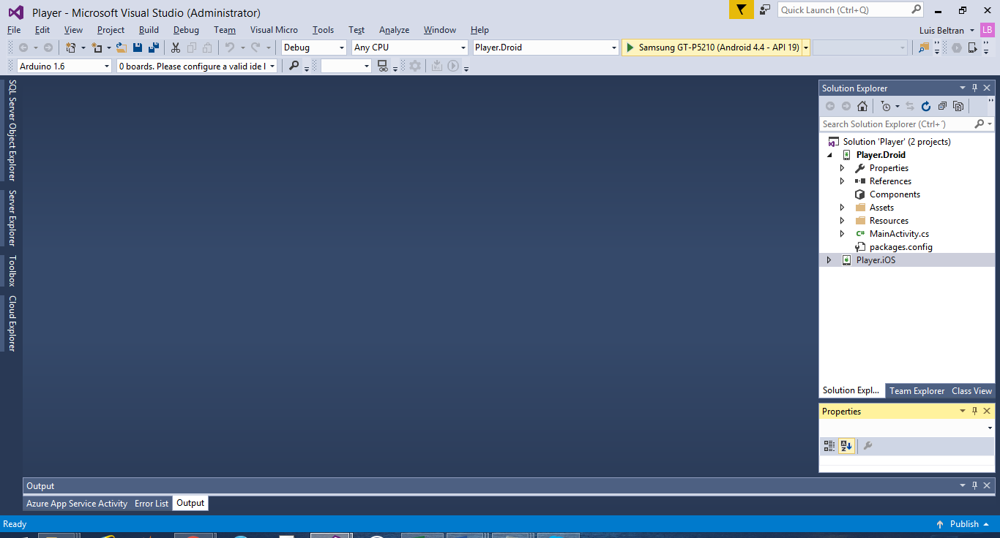 Player - Microsoft Visual Studio (Administrator)
Quick Launch (Ctrl+Q)
File Edit View Project Build Debug Team Visual Micro Tools Test Analyze Window Help
Luis Beltran LB
Debug Any CPU Player.Droid Samsung GT-P5210 (Android 4.4 - API 19)
Arduino 1.6 0 boards. Please configure a valid ide l
SQL Server Object Explorer
Server Explorer
Toolbox
Cloud Explorer
Solution Explorer
Search Solution Explorer (Ctrl+´)
Solution 'Player' (2 projects)
Player.Droid
Properties
References
Components
Assets
Resources
C# MainActivity.cs
packages.config
Player.iOS
Solution Expl... Team Explorer Class View
Properties
Output
Azure App Service Activity Error List Output
Ready
Publish